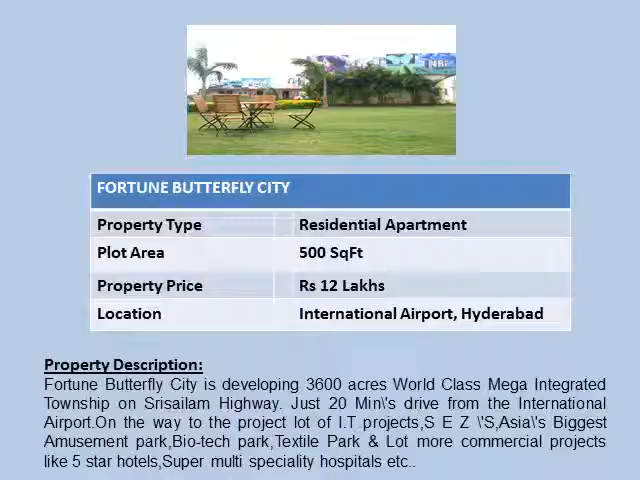 FORTUNE BUTTERFLY CITY
Property Type Residential Apartment
Plot Area 500 SqFt
Property Price Rs 12 Lakhs
Location International Airport, Hyderabad
Property Description:
Fortune Butterfly City is developing 3600 acres World Class Mega Integrated
Township on Srisailam Highway. Just 20 Min\'s drive from the International
Airport.On the way to the project lot of I.T projects,S E Z \'S,Asia\'s Biggest
Amusement park,Bio-tech park,Textile Park & Lot more commercial projects
like 5 star hotels,Super multi speciality hospitals etc..